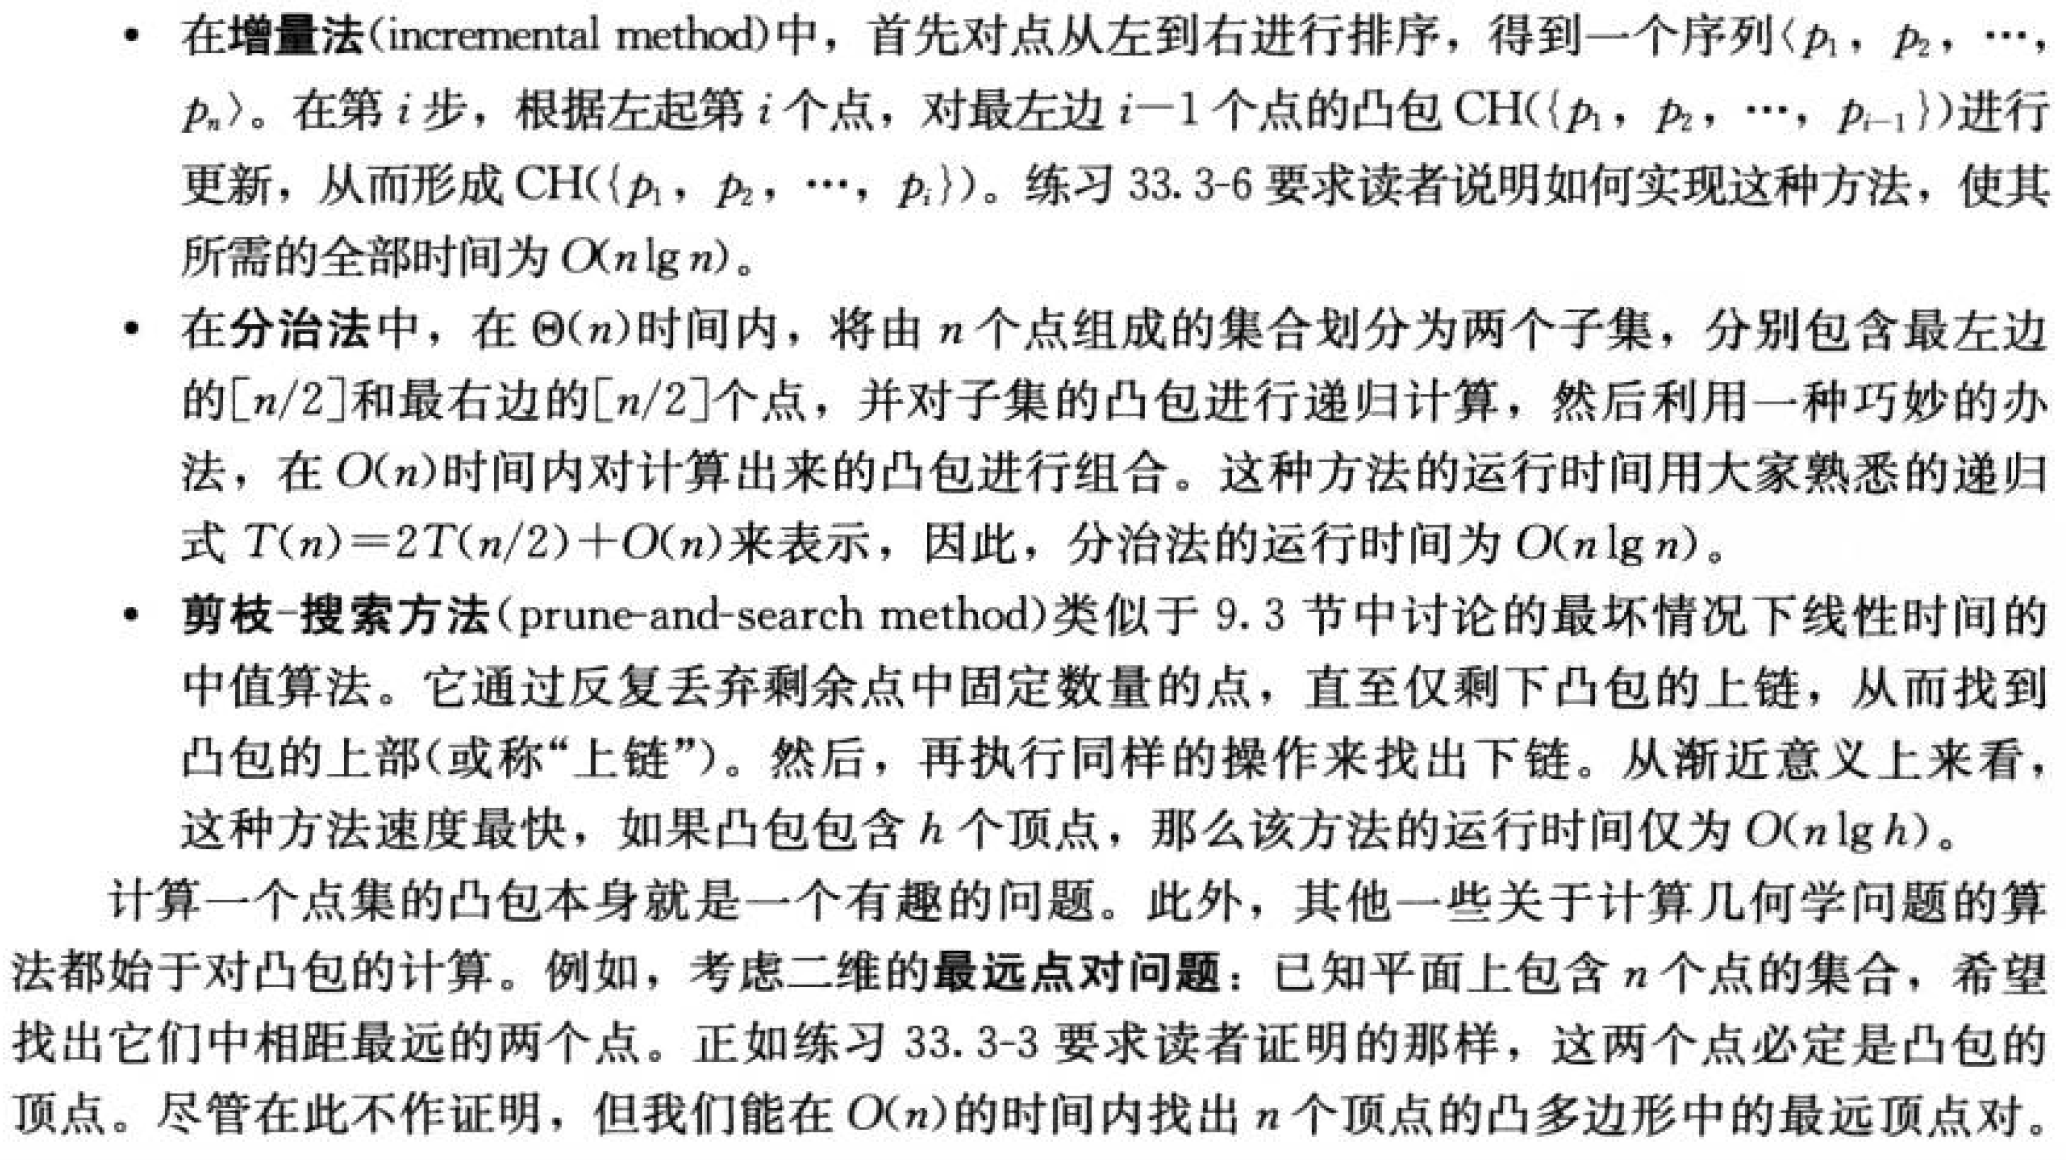 • 在增量法(incremental method)中，首先对点从左到右进行排序，得到一个序列⟨p₁，p₂，…，
pₙ⟩。在第 i 步，根据左起第 i 个点，对最左边 i－1 个点的凸包 CH({p₁，p₂，…，pᵢ₋₁})进行
更新，从而形成 CH({p₁，p₂，…，pᵢ})。练习 33.3-6 要求读者说明如何实现这种方法，使其
所需的全部时间为 O(n lg n)。
• 在分治法中，在 Θ(n)时间内，将由 n 个点组成的集合划分为两个子集，分别包含最左边
的[n/2]和最右边的[n/2]个点，并对子集的凸包进行递归计算，然后利用一种巧妙的办
法，在 O(n)时间内对计算出来的凸包进行组合。这种方法的运行时间用大家熟悉的递归
式 T(n)＝2T(n/2)＋O(n)来表示，因此，分治法的运行时间为 O(n lg n)。
• 剪枝-搜索方法(prune-and-search method)类似于 9.3 节中讨论的最坏情况下线性时间的
中值算法。它通过反复丢弃剩余点中固定数量的点，直至仅剩下凸包的上链，从而找到
凸包的上部(或称“上链”)。然后，再执行同样的操作来找出下链。从渐近意义上来看，
这种方法速度最快，如果凸包包含 h 个顶点，那么该方法的运行时间仅为 O(n lg h)。
计算一个点集的凸包本身就是一个有趣的问题。此外，其他一些关于计算几何学问题的算
法都始于对凸包的计算。例如，考虑二维的最远点对问题：已知平面上包含 n 个点的集合，希望
找出它们中相距最远的两个点。正如练习 33.3-3 要求读者证明的那样，这两个点必定是凸包的
顶点。尽管在此不作证明，但我们能在 O(n)的时间内找出 n 个顶点的凸多边形中的最远顶点对。